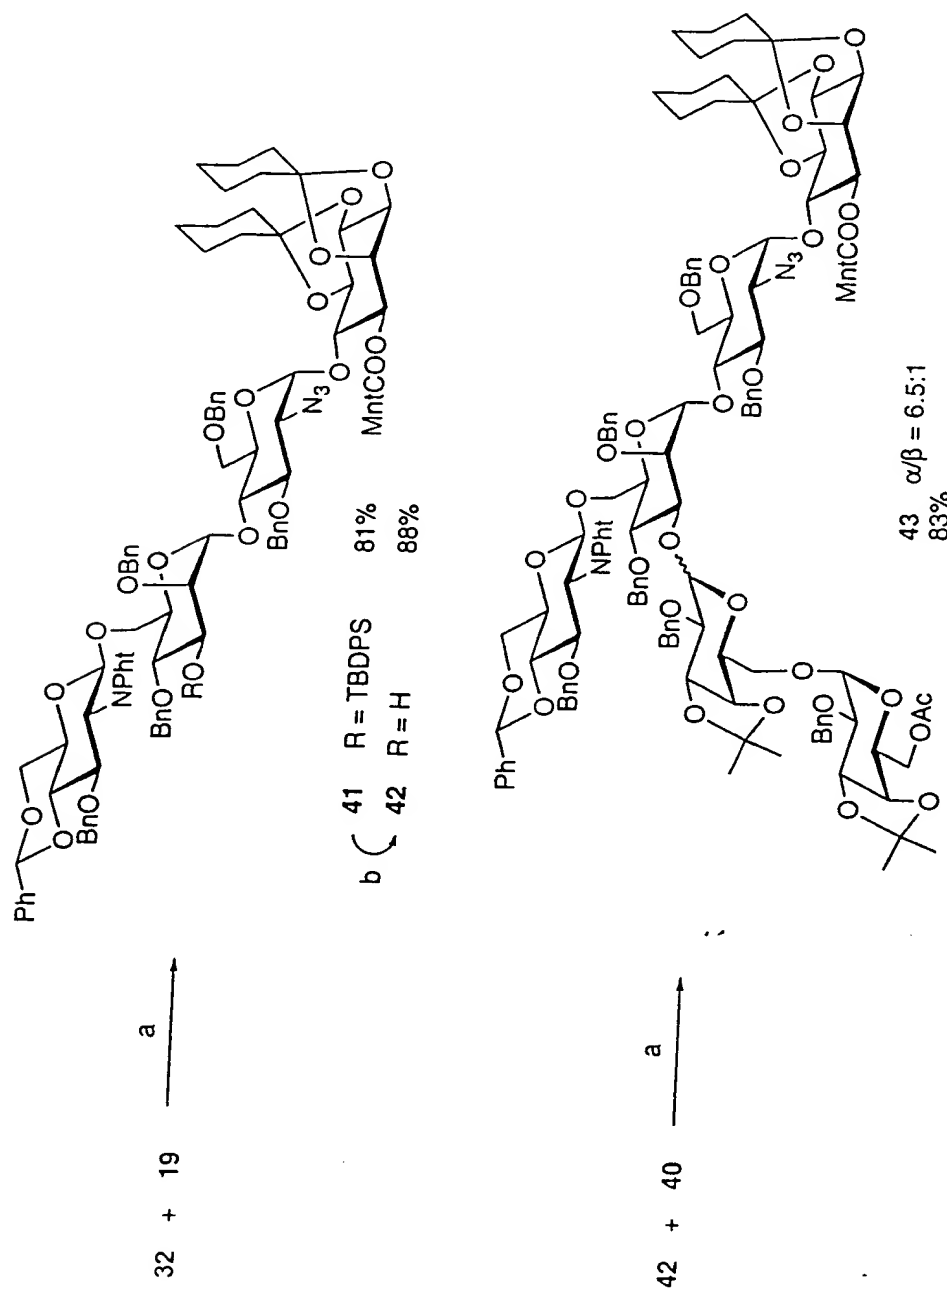 32 + 19
a
Ph
O
O
O
BnO
NPht
O
OBn
O
BnO
RO
O
OBn
O
BnO
N3
O
O
O
O
O
MntCOO
b
41 R = TBDPS 81%
42 R = H 88%
42 + 40
a
Ph
O
O
O
BnO
NPht
O
OBn
O
BnO
O
O
OBn
O
BnO
N3
O
O
O
O
O
MntCOO
BnO
O
O
O
O
BnO
O
O
O
OAc
43 α/β = 6.5:1
83%